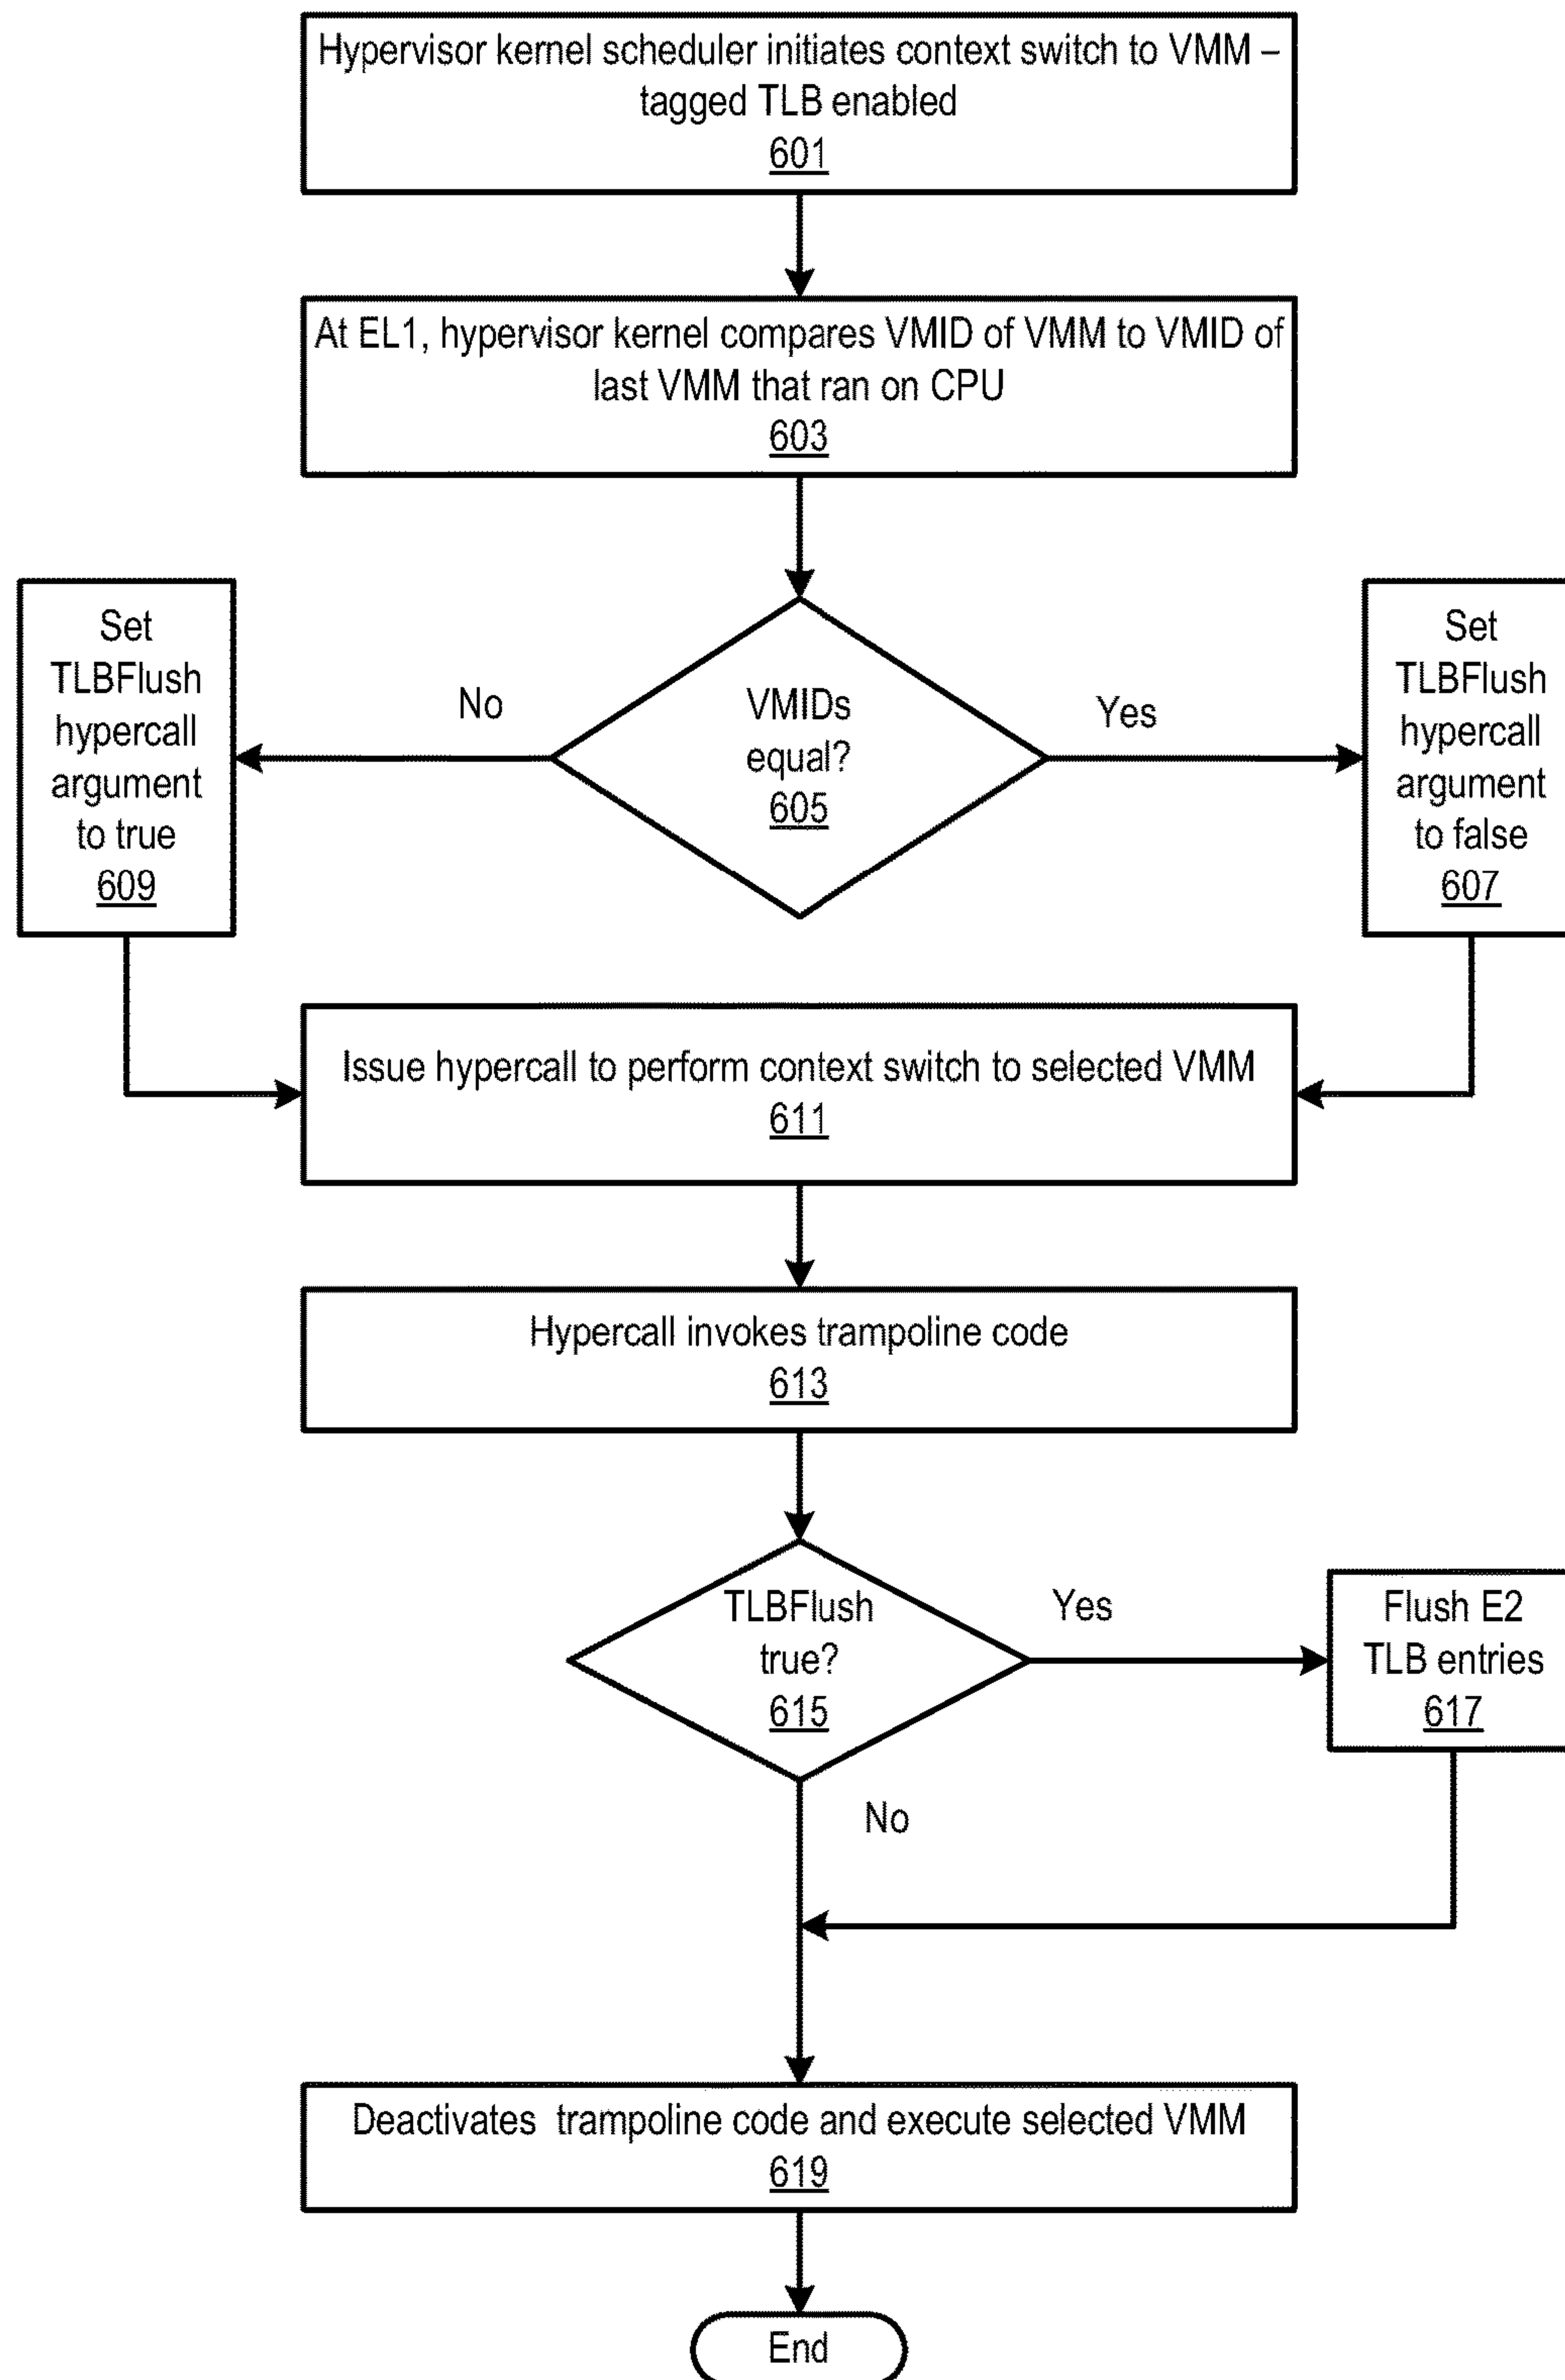 Hypervisor kernel scheduler initiates context switch to VMM –
tagged TLB enabled
601
At EL1, hypervisor kernel compares VMID of VMM to VMID of
last VMM that ran on CPU
603
Set
TLBFlush
hypercall
argument
to true
609
No
VMIDs
equal?
605
Yes
Set
TLBFlush
hypercall
argument
to false
607
Issue hypercall to perform context switch to selected VMM
611
Hypercall invokes trampoline code
613
TLBFlush
true?
615
Yes
Flush E2
TLB entries
617
No
Deactivates trampoline code and execute selected VMM
619
End